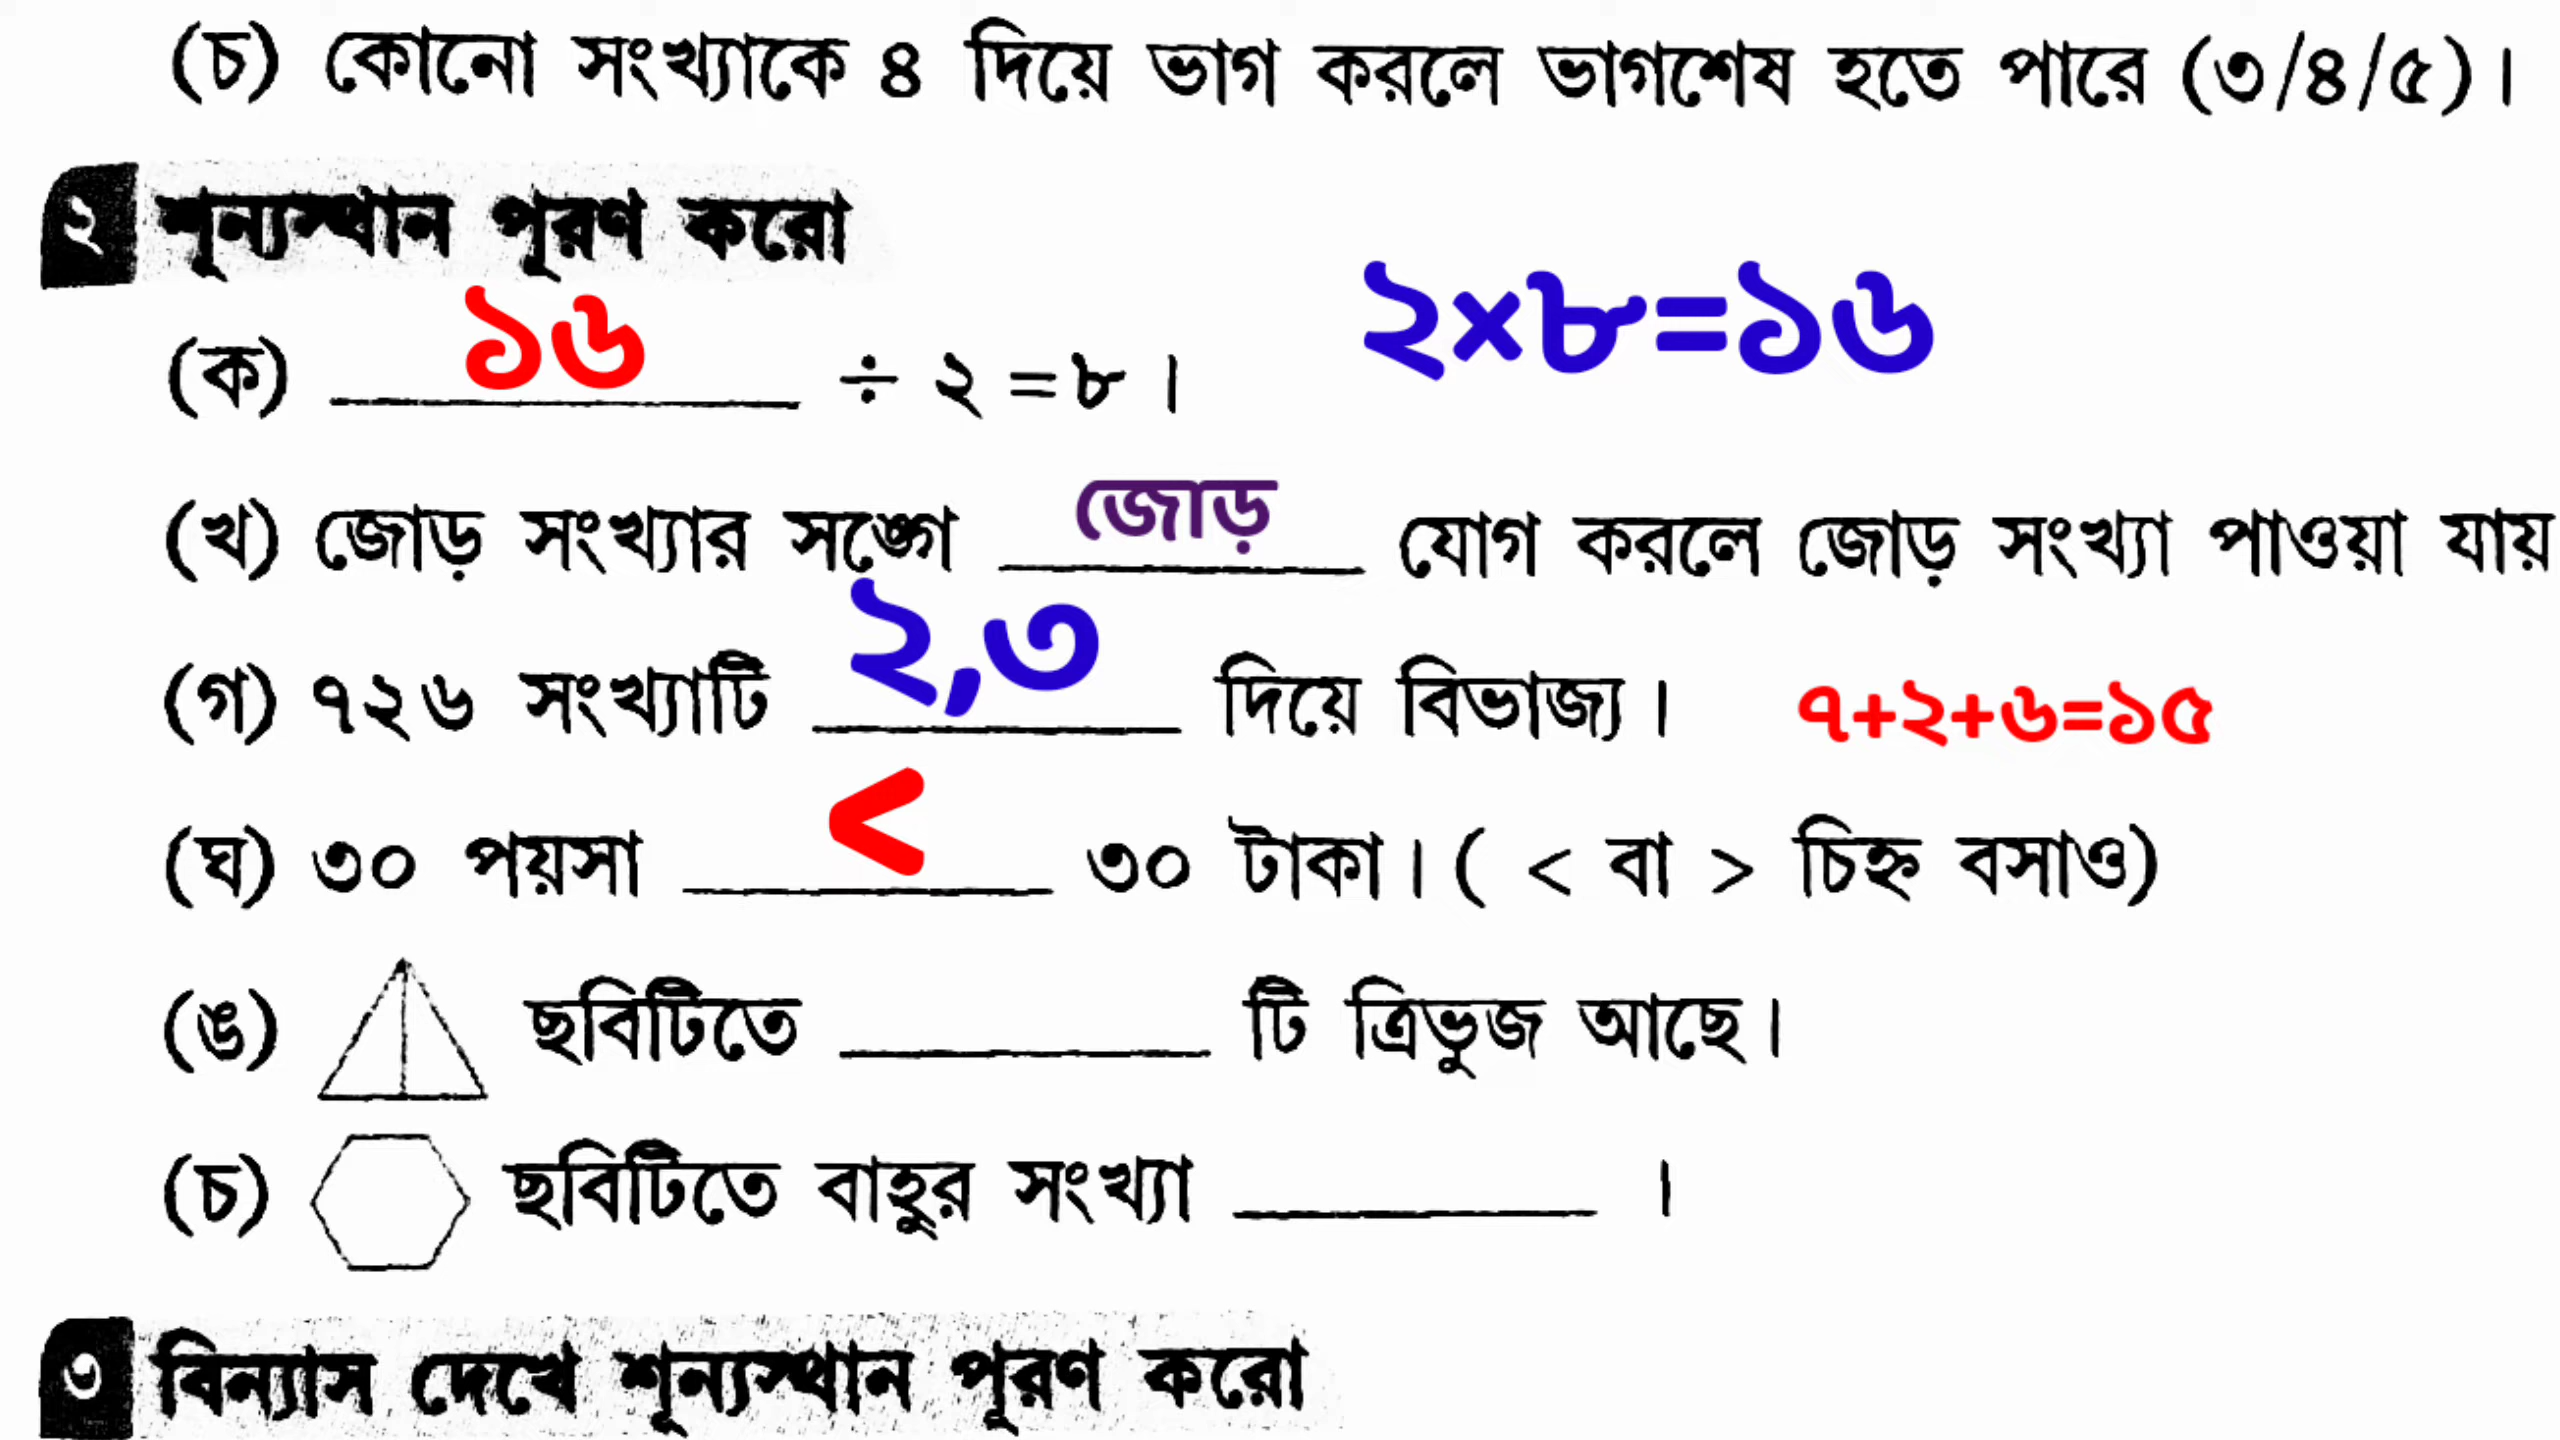 (চ) কোনো সংখ্যাকে ৪ দিয়ে ভাগ করলে ভাগশেষ হতে পারে (৩/৪/৫)।
২ শূন্যস্থান পূরণ করো
(ক) ১৬ ÷ ২ = ৮ । ২×৮=১৬
(খ) জোড় সংখ্যার সঙ্গে জোড় যোগ করলে জোড় সংখ্যা পাওয়া যায়
(গ) ৭২৬ সংখ্যাটি ২,৩ দিয়ে বিভাজ্য। ৭+২+৬=১৫
(ঘ) ৩০ পয়সা < ৩০ টাকা। ( < বা > চিহ্ন বসাও)
(ঙ) ছবিটিতে ________ টি ত্রিভুজ আছে।
(চ) ছবিটিতে বাহুর সংখ্যা ________ ।
৩ বিন্যাস দেখে শূন্যস্থান পূরণ করো